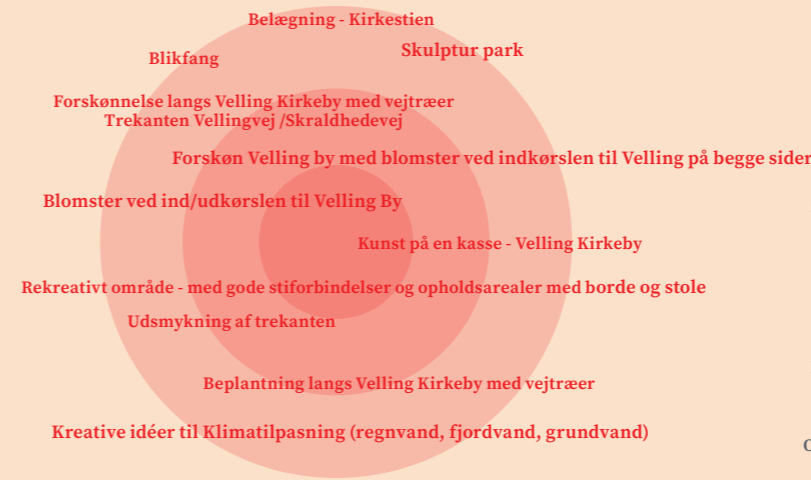 Belægning - Kirkestien
Skulptur park
Blikfang
Forskønnelse langs Velling Kirkeby med vejtræer
Trekanten Vellingvej /Skraldhedevej
Forskøn Velling by med blomster ved indkørslen til Velling på begge sider
Blomster ved ind/udkørslen til Velling By
Kunst på en kasse - Velling Kirkeby
Rekreativt område - med gode stiforbindelser og opholdsarealer med borde og stole
Udsmykning af trekanten
Beplantning langs Velling Kirkeby med vejtræer
Kreative idéer til Klimatilpasning (regnvand, fjordvand, grundvand)